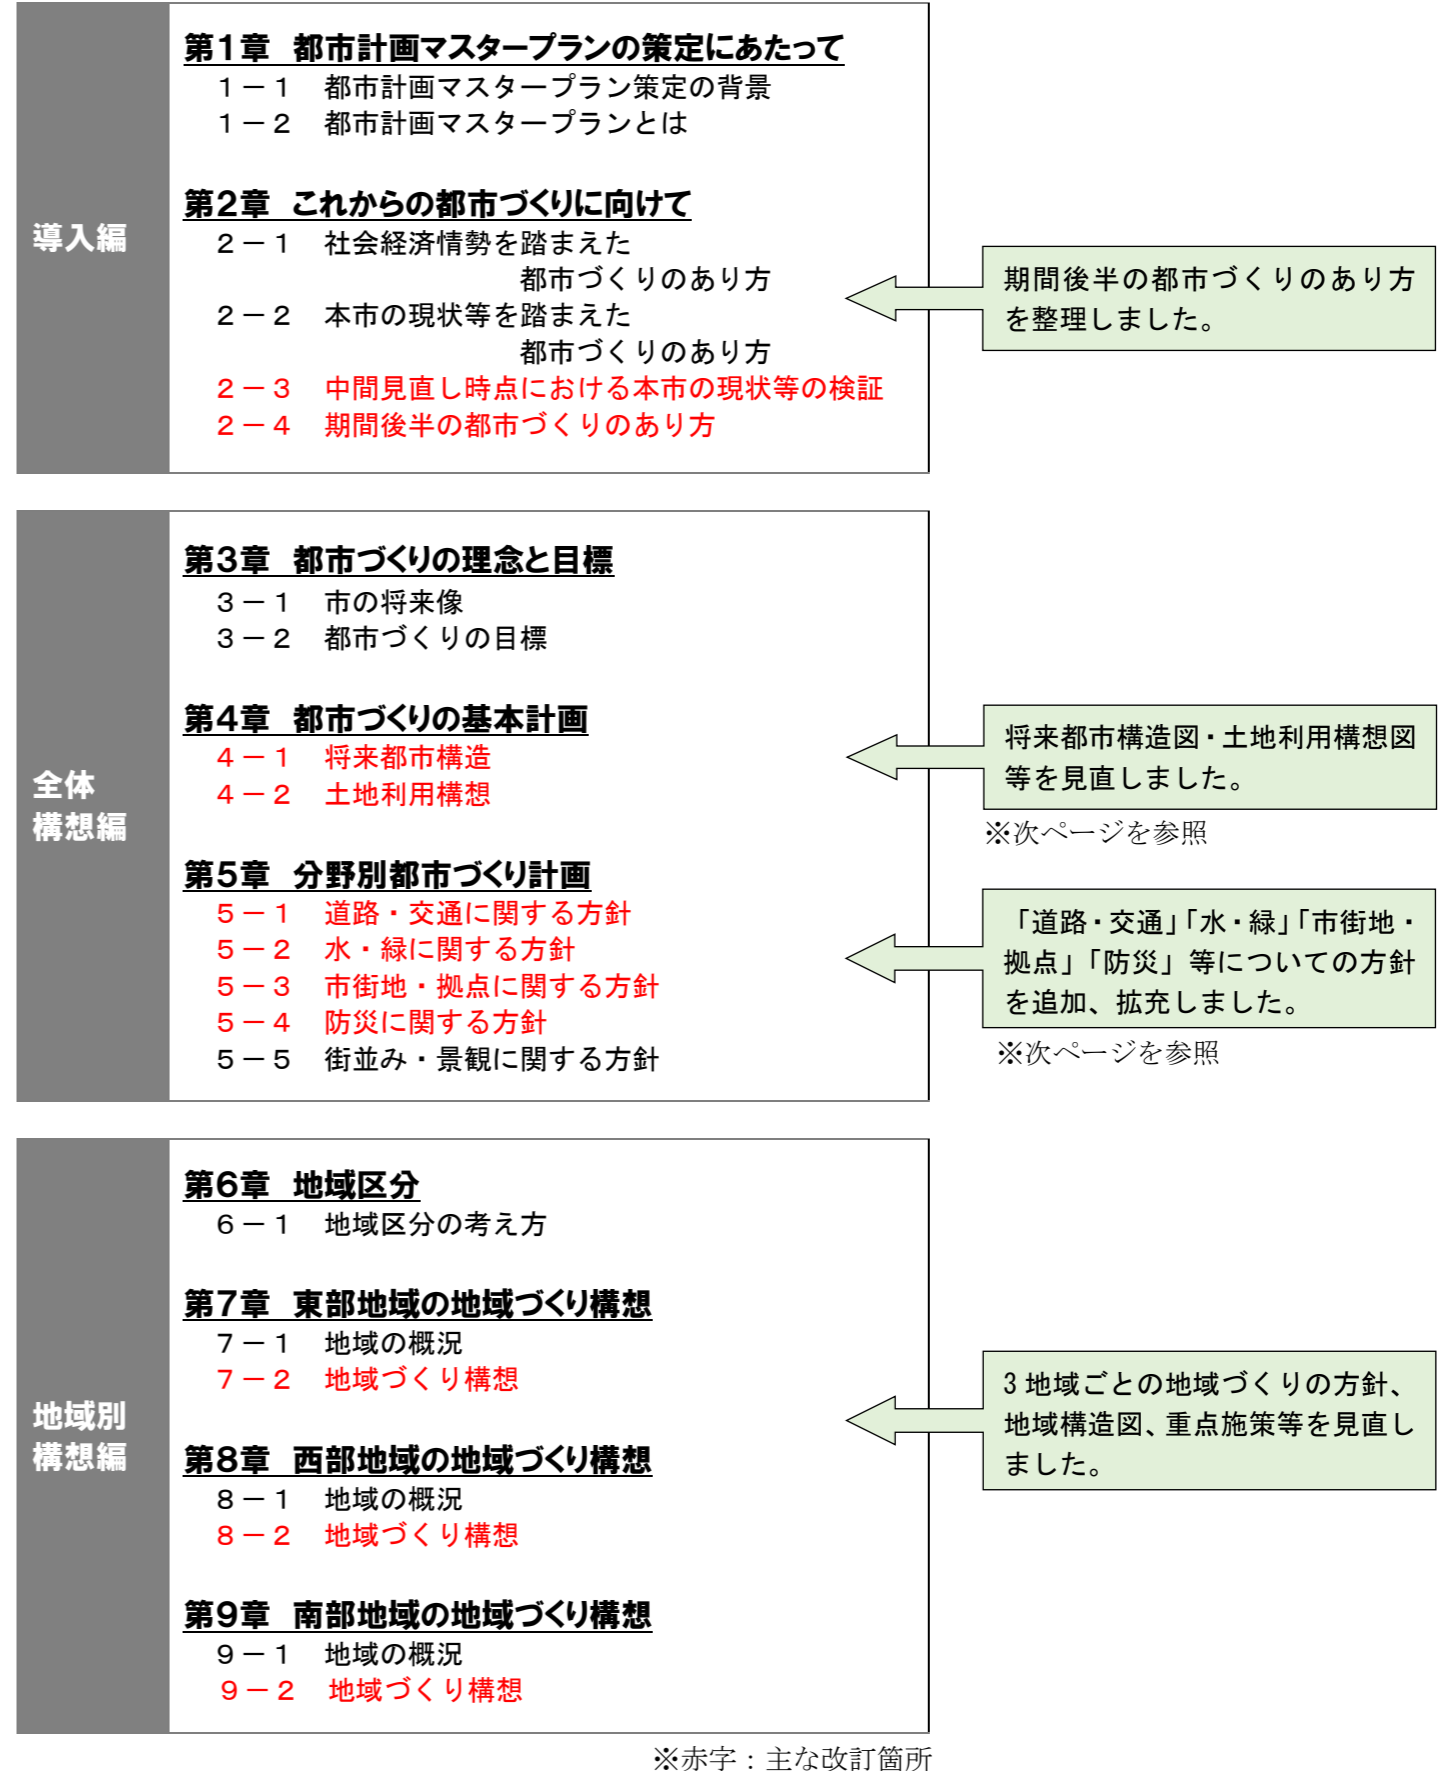 導入編
第1章 都市計画マスタープランの策定にあたって
1－1 都市計画マスタープラン策定の背景
1－2 都市計画マスタープランとは
第2章 これからの都市づくりに向けて
2－1 社会経済情勢を踏まえた
都市づくりのあり方
2－2 本市の現状等を踏まえた
都市づくりのあり方
2－3 中間見直し時点における本市の現状等の検証
2－4 期間後半の都市づくりのあり方
期間後半の都市づくりのあり方
を整理しました。
全体
構想編
第3章 都市づくりの理念と目標
3－1 市の将来像
3－2 都市づくりの目標
第4章 都市づくりの基本計画
4－1 将来都市構造
4－2 土地利用構想
将来都市構造図・土地利用構想図
等を見直しました。
※次ページを参照
第5章 分野別都市づくり計画
5－1 道路・交通に関する方針
5－2 水・緑に関する方針
5－3 市街地・拠点に関する方針
5－4 防災に関する方針
5－5 街並み・景観に関する方針
「道路・交通」「水・緑」「市街地・
拠点」「防災」等についての方針
を追加、拡充しました。
※次ページを参照
地域別
構想編
第6章 地域区分
6－1 地域区分の考え方
第7章 東部地域の地域づくり構想
7－1 地域の概況
7－2 地域づくり構想
第8章 西部地域の地域づくり構想
8－1 地域の概況
8－2 地域づくり構想
第9章 南部地域の地域づくり構想
9－1 地域の概況
9－2 地域づくり構想
3地域ごとの地域づくりの方針、
地域構造図、重点施策等を見直し
ました。
※赤字：主な改訂箇所